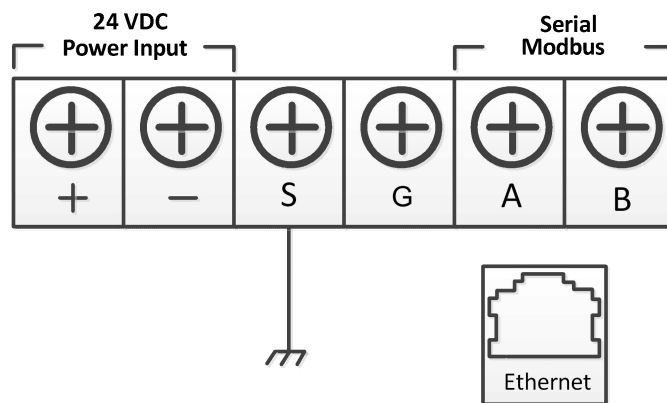 24 VDC
Power Input
Serial
Modbus
+ − S G A B
Ethernet